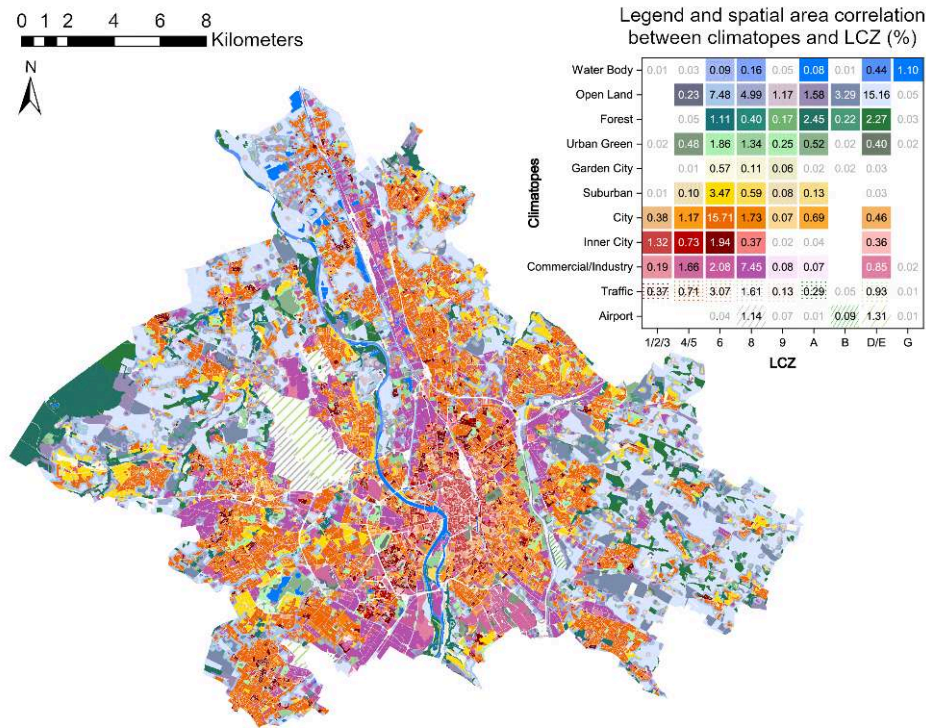 0 1 2 4 6 8
Kilometers
N
Legend and spatial area correlation
between climatopes and LCZ (%)
Climatopes
Water Body 0.01 0.03 0.09 0.16 0.05 0.08 0.01 0.44 1.10
Open Land 0.23 7.48 4.99 1.17 1.58 3.29 15.16 0.05
Forest 0.05 1.11 0.40 0.17 2.45 0.22 2.27 0.03
Urban Green 0.02 0.48 1.86 1.34 0.25 0.52 0.02 0.40 0.02
Garden City 0.01 0.57 0.11 0.06 0.02 0.02 0.03
Suburban 0.01 0.10 3.47 0.59 0.08 0.13 0.03
City 0.38 1.17 15.71 1.73 0.07 0.69 0.46
Inner City 1.32 0.73 1.94 0.37 0.02 0.04 0.36
Commercial/Industry 0.19 1.66 2.08 7.45 0.08 0.07 0.85 0.02
Traffic 0.37 0.71 3.07 1.61 0.13 0.29 0.05 0.93 0.01
Airport 0.04 1.14 0.07 0.01 0.09 1.31 0.01
1/2/3 4/5 6 8 9 A B D/E G
LCZ